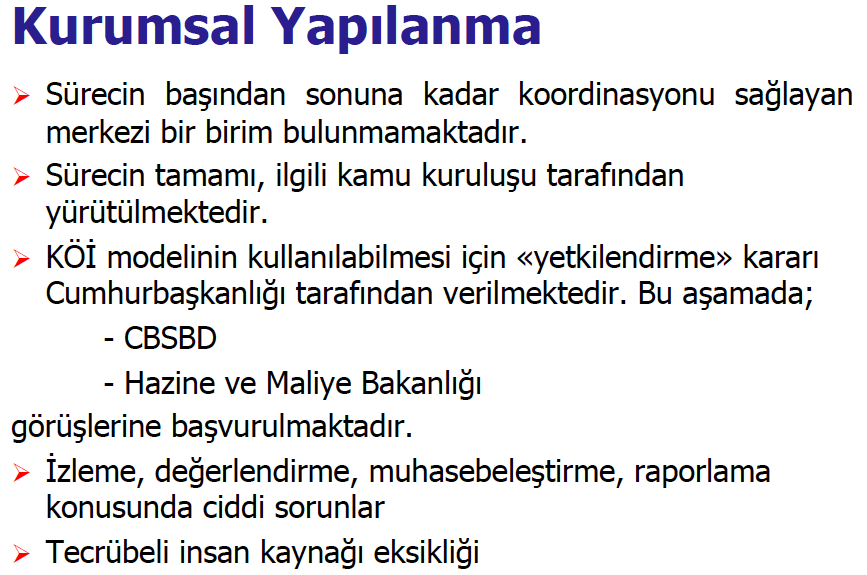 Kurumsal Yapılanma
➢ Sürecin başından sonuna kadar koordinasyonu sağlayan
merkezi bir birim bulunmamaktadır.
➢ Sürecin tamamı, ilgili kamu kuruluşu tarafından
yürütülmektedir.
➢ KÖİ modelinin kullanılabilmesi için «yetkilendirme» kararı
Cumhurbaşkanlığı tarafından verilmektedir. Bu aşamada;
- CBSBD
- Hazine ve Maliye Bakanlığı
görüşlerine başvurulmaktadır.
➢ İzleme, değerlendirme, muhasebeleştirme, raporlama
konusunda ciddi sorunlar
➢ Tecrübeli insan kaynağı eksikliği